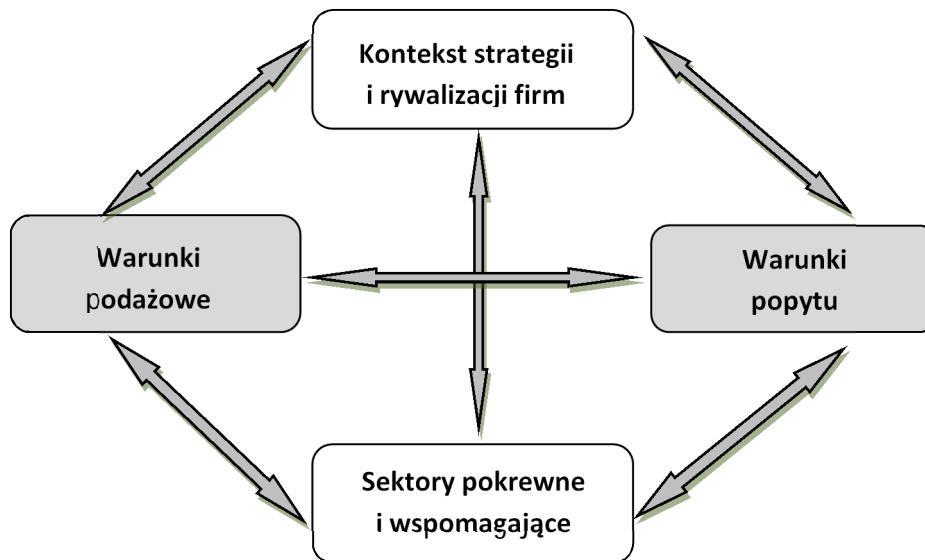 Kontekst strategii
i rywalizacji firm
Warunki
podażowe
Warunki
popytu
Sektory pokrewne
i wspomagające